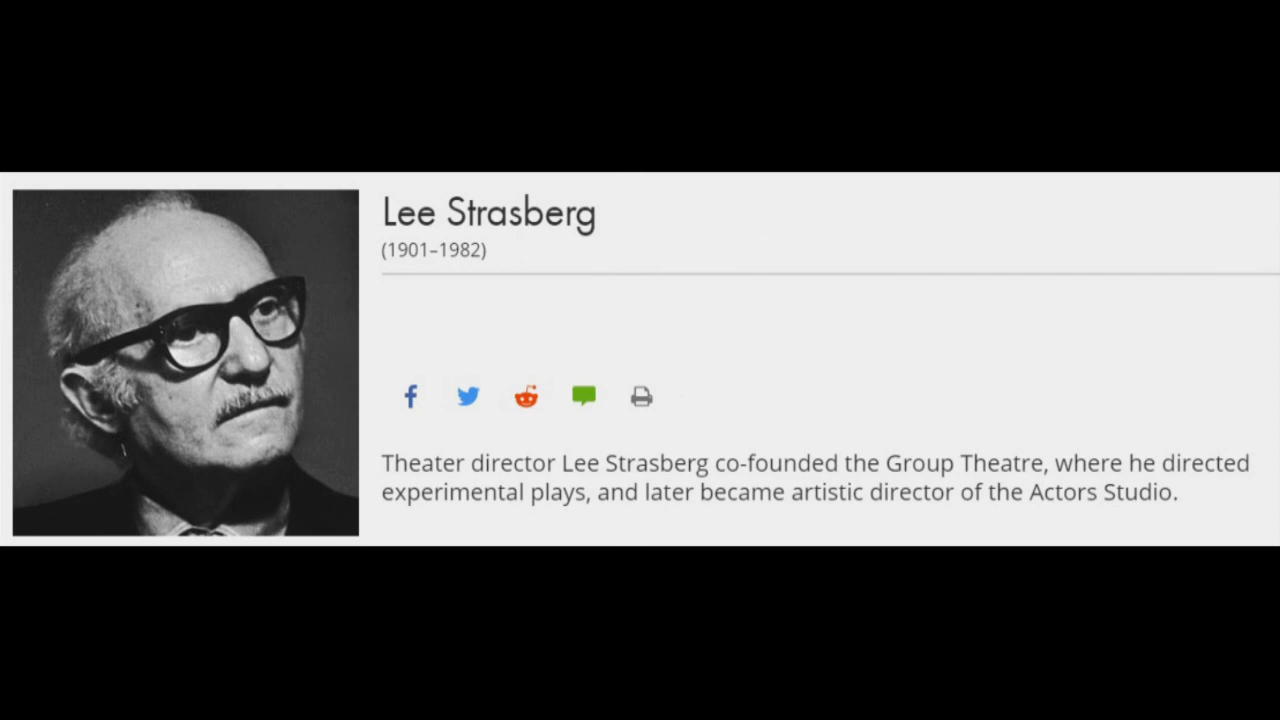 Lee Strasberg
(1901–1982)
Theater director Lee Strasberg co-founded the Group Theatre, where he directed
experimental plays, and later became artistic director of the Actors Studio.